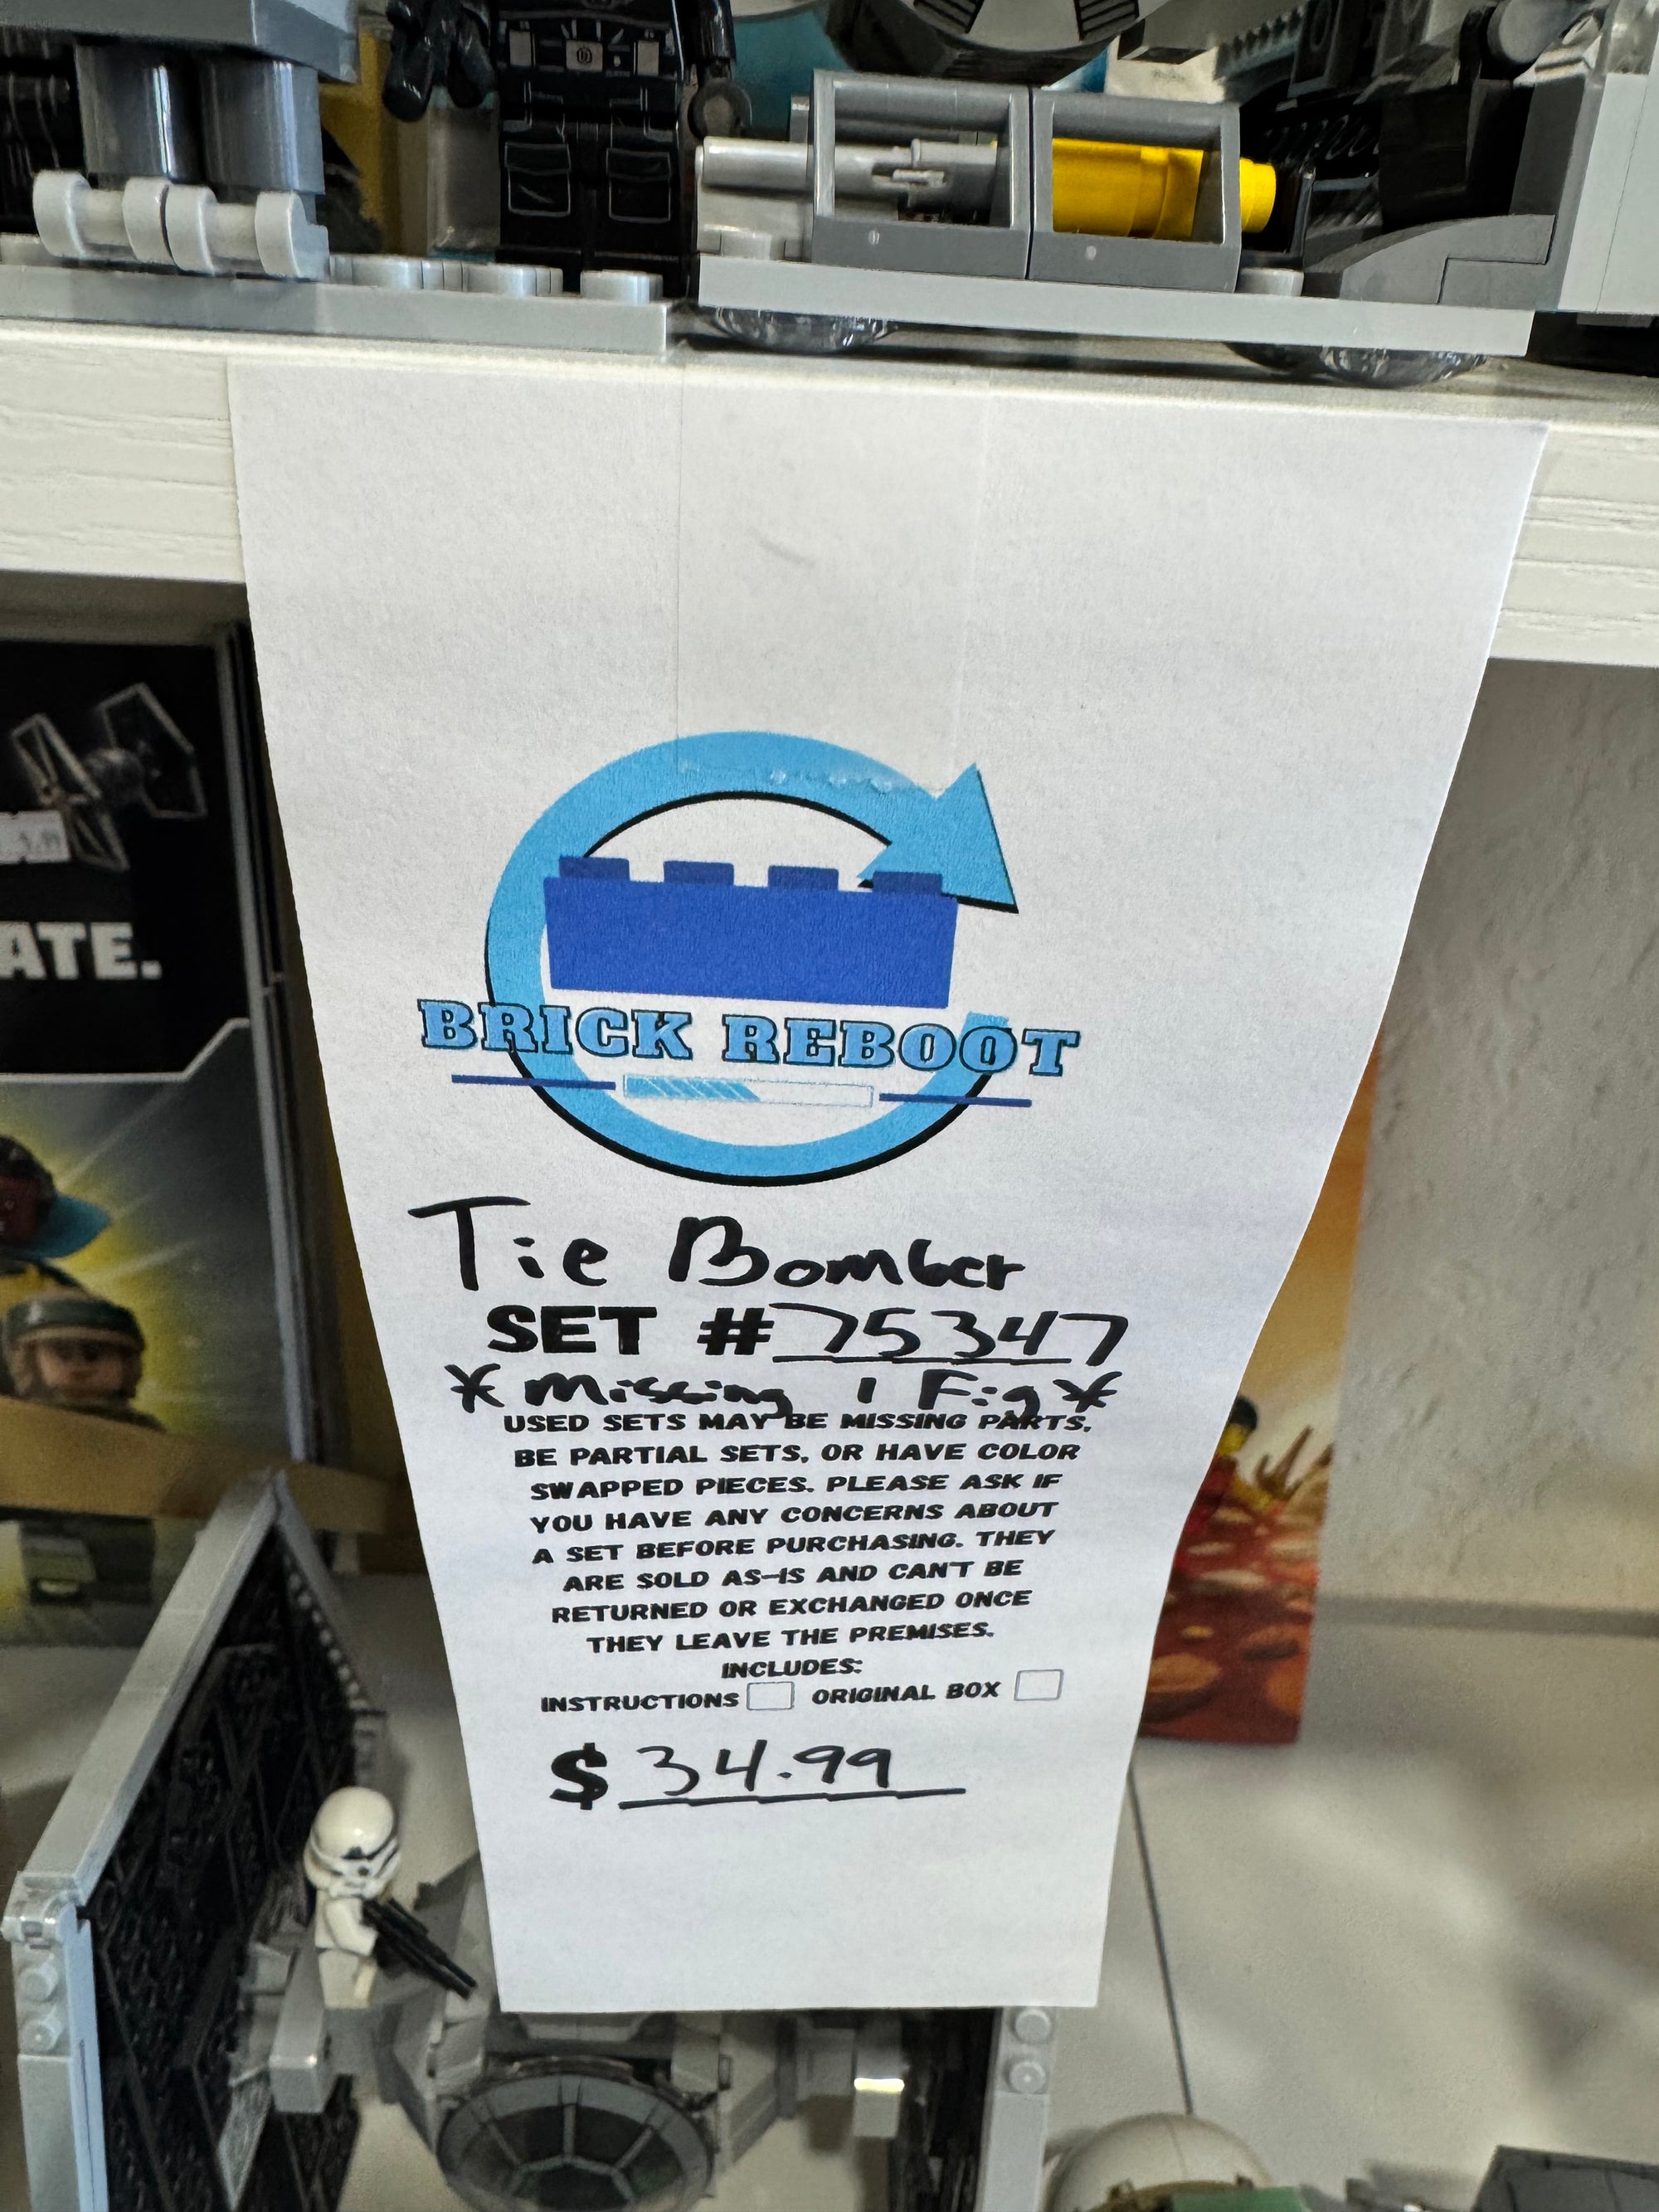 5.99
ATE.
BRICK REBOOT
Tie Bomber
SET #75347
* Missing 1 Fig *
USED SETS MAY BE MISSING PARTS,
BE PARTIAL SETS, OR HAVE COLOR
SWAPPED PIECES. PLEASE ASK IF
YOU HAVE ANY CONCERNS ABOUT
A SET BEFORE PURCHASING. THEY
ARE SOLD AS-IS AND CAN'T BE
RETURNED OR EXCHANGED ONCE
THEY LEAVE THE PREMISES.
INCLUDES:
INSTRUCTIONS ORIGINAL BOX
$ 34.99